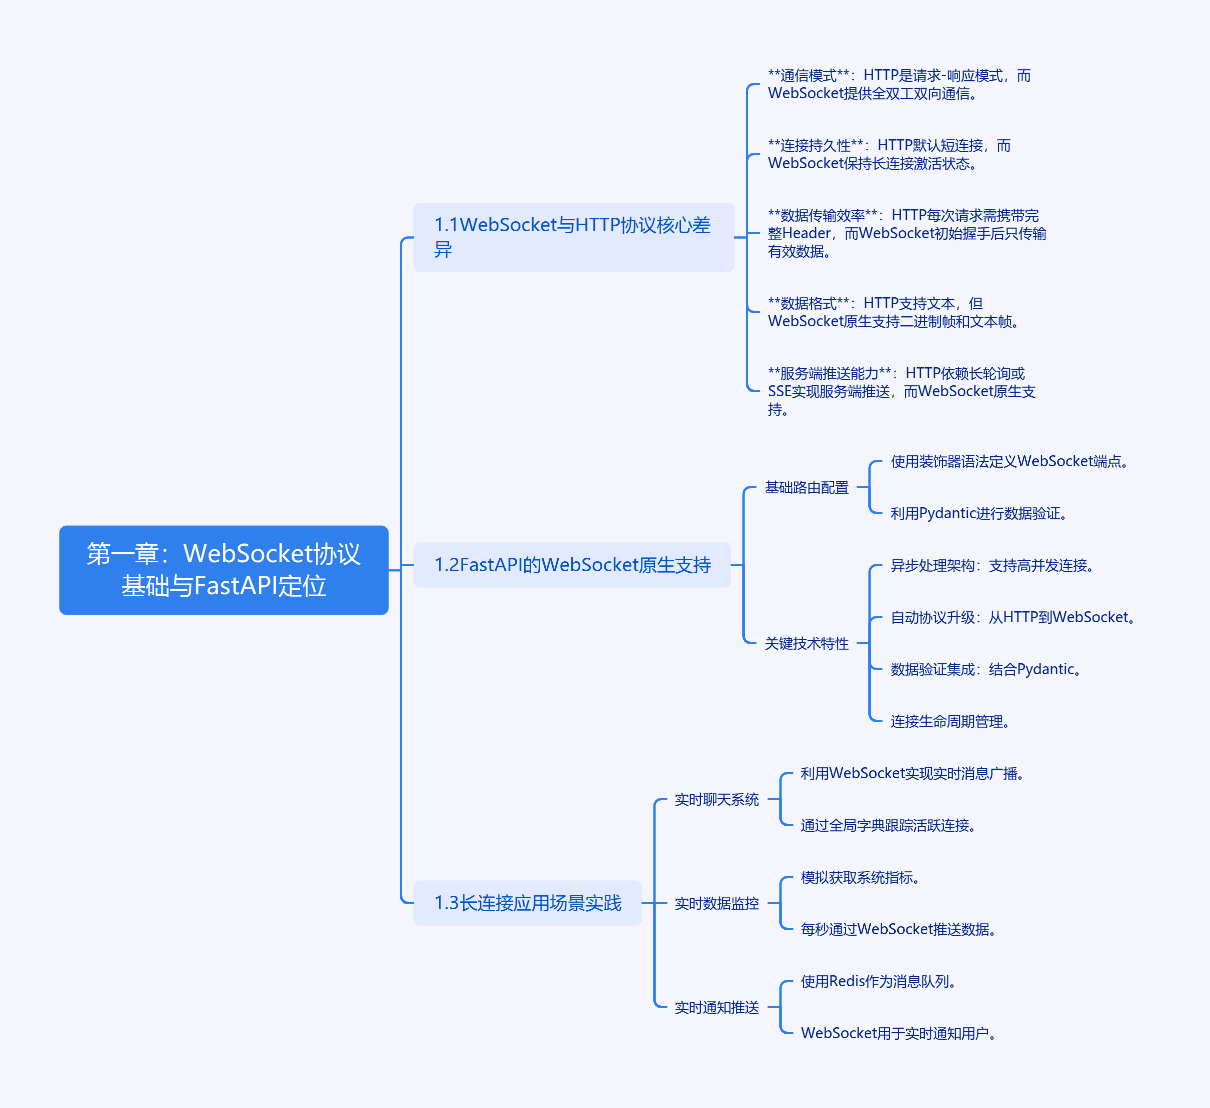 第一章：WebSocket协议
基础与FastAPI定位
1.1WebSocket与HTTP协议核心差
异
**通信模式**：HTTP是请求-响应模式，而
WebSocket提供全双工双向通信。
**连接持久性**：HTTP默认短连接，而
WebSocket保持长连接激活状态。
**数据传输效率**：HTTP每次请求需携带完
整Header，而WebSocket初始握手后只传输
有效数据。
**数据格式**：HTTP支持文本，但
WebSocket原生支持二进制帧和文本帧。
**服务端推送能力**：HTTP依赖长轮询或
SSE实现服务端推送，而WebSocket原生支
持。
1.2FastAPI的WebSocket原生支持
基础路由配置
使用装饰器语法定义WebSocket端点。
利用Pydantic进行数据验证。
关键技术特性
异步处理架构：支持高并发连接。
自动协议升级：从HTTP到WebSocket。
数据验证集成：结合Pydantic。
连接生命周期管理。
1.3长连接应用场景实践
实时聊天系统
利用WebSocket实现实时消息广播。
通过全局字典跟踪活跃连接。
实时数据监控
模拟获取系统指标。
每秒通过WebSocket推送数据。
实时通知推送
使用Redis作为消息队列。
WebSocket用于实时通知用户。